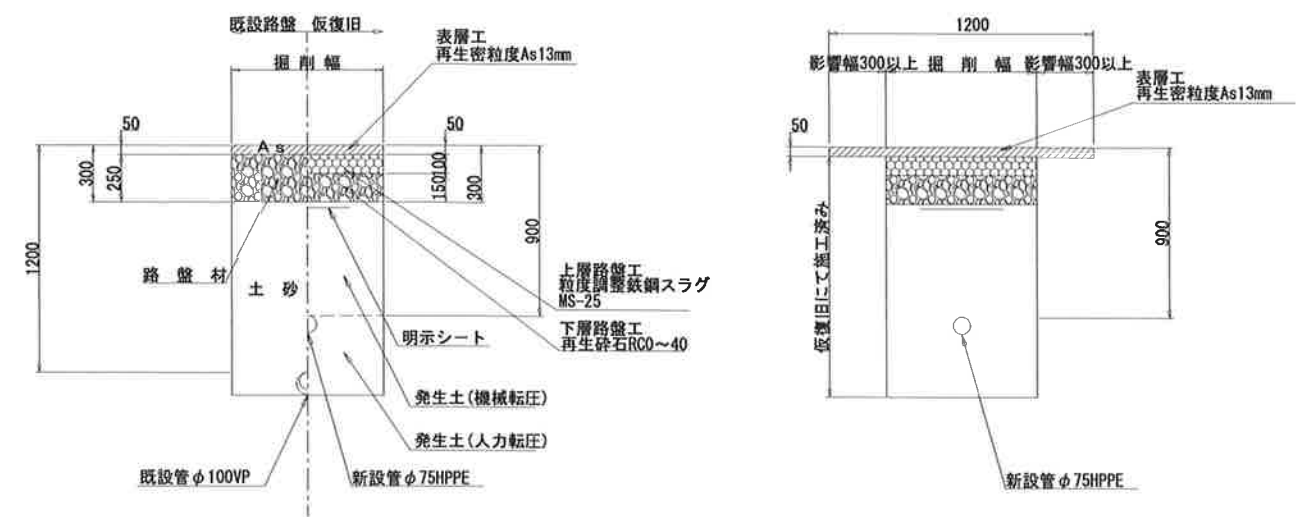 既設路盤 仮復旧
掘削幅
表層工
再生密粒度As13mm
50
50
As
300
250
100
150
300
1200
900
路盤材
土砂
上層路盤工
粒度調整鉄鋼スラグ
MS-25
明示シート
下層路盤工
再生砕石RC0～40
発生土(機械転圧)
発生土(人力転圧)
既設管φ100VP
新設管φ75HPPE
1200
影響幅300以上 掘削幅 影響幅300以上
表層工
再生密粒度As13mm
50
仮復旧にて施工済み
900
新設管φ75HPPE